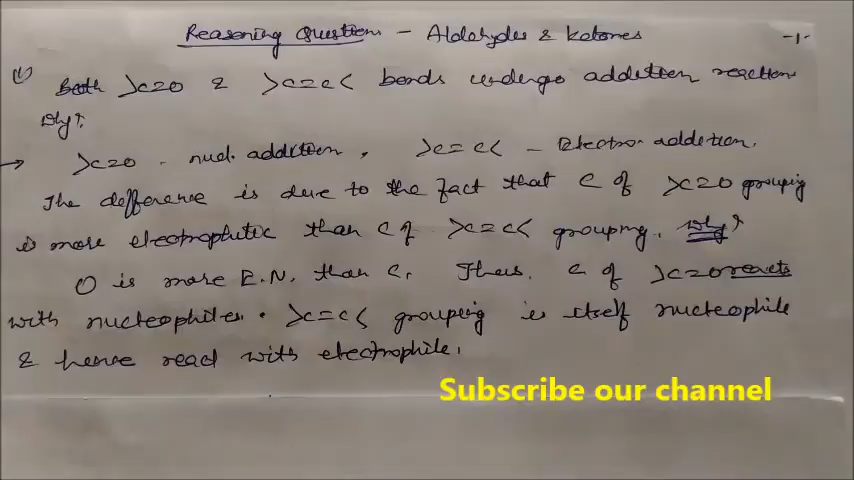 Reasoning Questions - Aldehydes & Ketones -1-
(1) Both >C=O & >C=C< bonds undergo addition reaction
why?
→ >C=O - nucl. addition, >C=C< - Electro. addition.
The difference is due to the fact that C of >C=O grouping
is more electrophilic than C of >C=C< grouping. Why?
O is more E.N. than C. Thus. C of >C=O reacts
with nucleophiles. >C=C< grouping is itself nucleophile
& hence react with electrophile.
Subscribe our channel